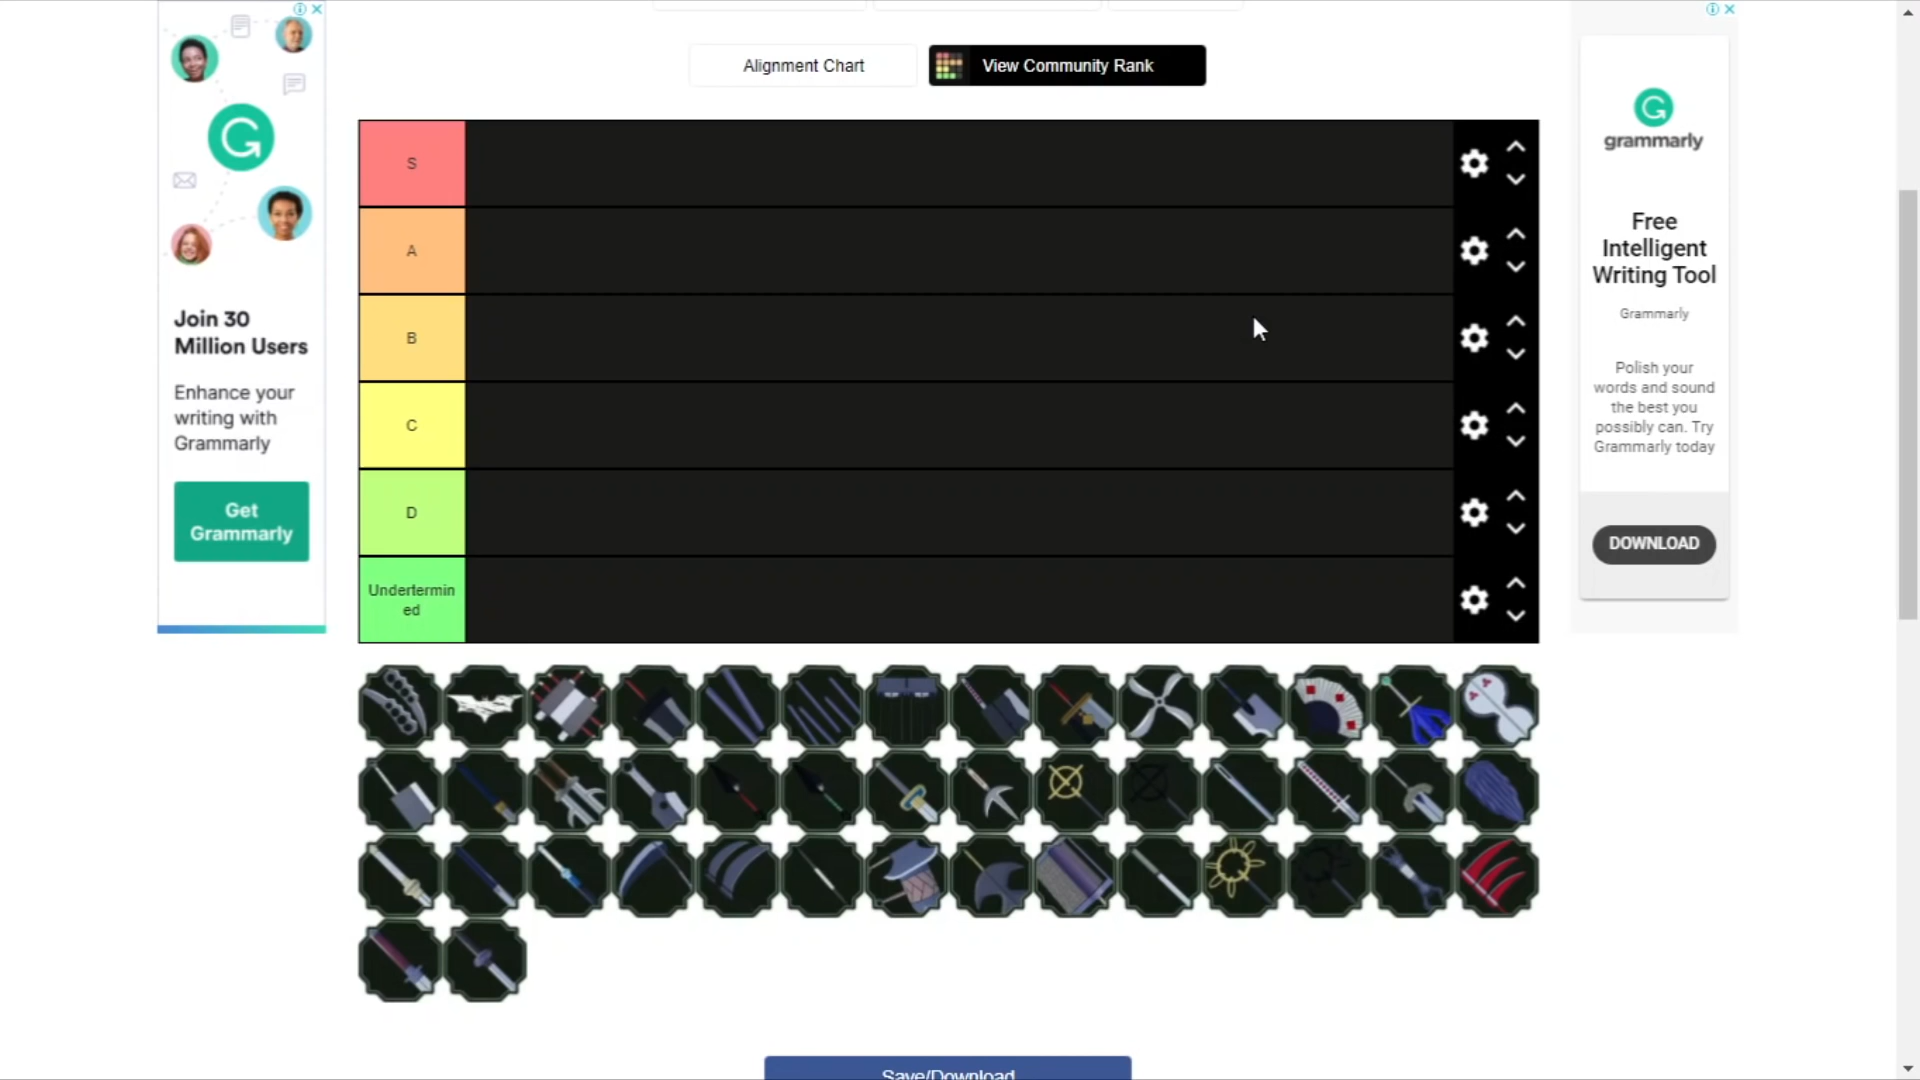 Alignment Chart
View Community Rank
S
A
B
C
D
Undertermin
ed
Join 30
Million Users
Enhance your
writing with
Grammarly
Get
Grammarly
grammarly
Free
Intelligent
Writing Tool
Grammarly
Polish your
words and sound
the best you
possibly can. Try
Grammarly today
DOWNLOAD
Save/Download